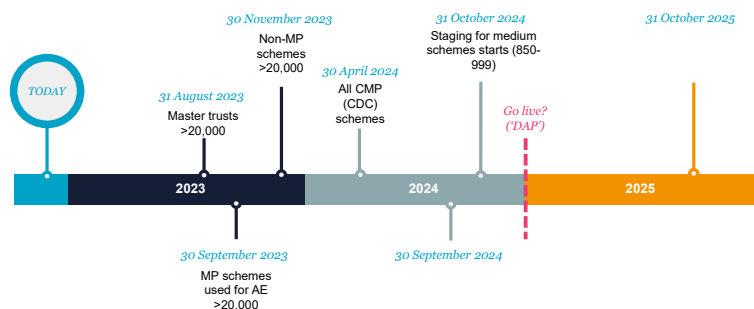 30 November 2023
Non-MP
schemes
>20,000
31 October 2024
Staging for medium
schemes starts (850-
999)
31 October 2025
30 April 2024
All CMP
(CDC)
schemes
TODAY
31 August 2023
Master trusts
>20,000
Go live?
(‘DAP’)
2023
2024
2025
30 September 2023
MP schemes
used for AE
>20,000
30 September 2024